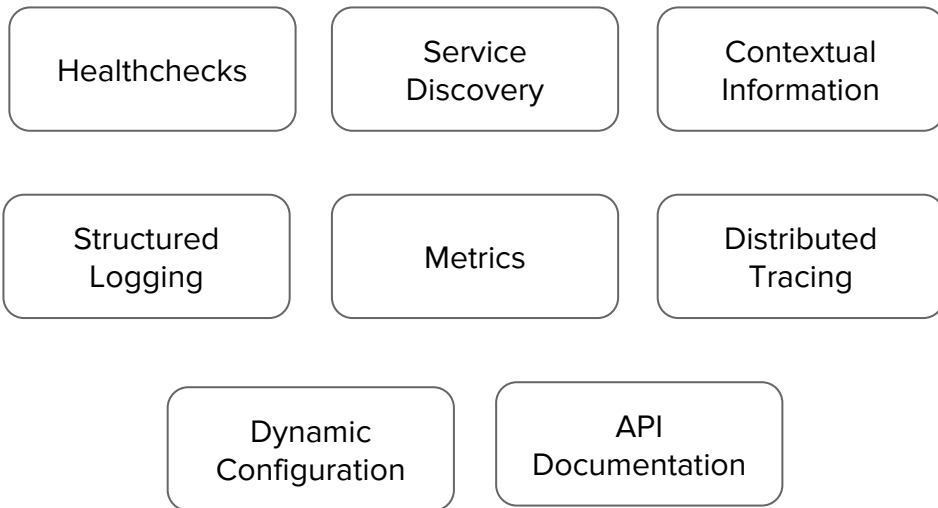 Healthchecks
Service
Discovery
Contextual
Information
Structured
Logging
Metrics
Distributed
Tracing
Dynamic
Configuration
API
Documentation